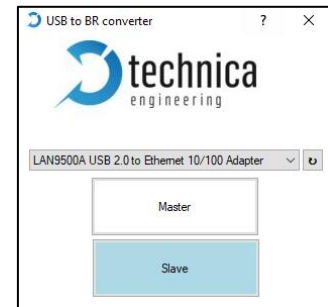 USB to BR converter ? ×
technica
engineering
LAN9500A USB 2.0 to Ethernet 10/100 Adapter
Master
Slave